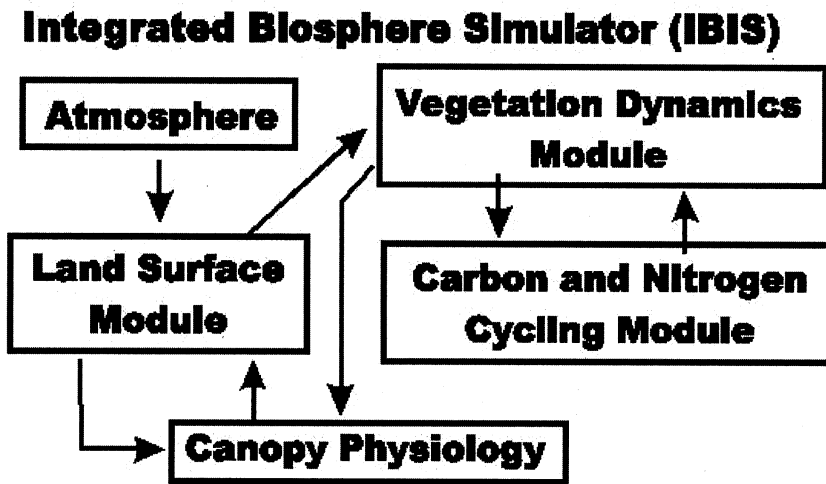 Integrated Biosphere Simulator (IBIS)
Atmosphere
Vegetation Dynamics
Module
Land Surface
Module
Carbon and Nitrogen
Cycling Module
Canopy Physiology